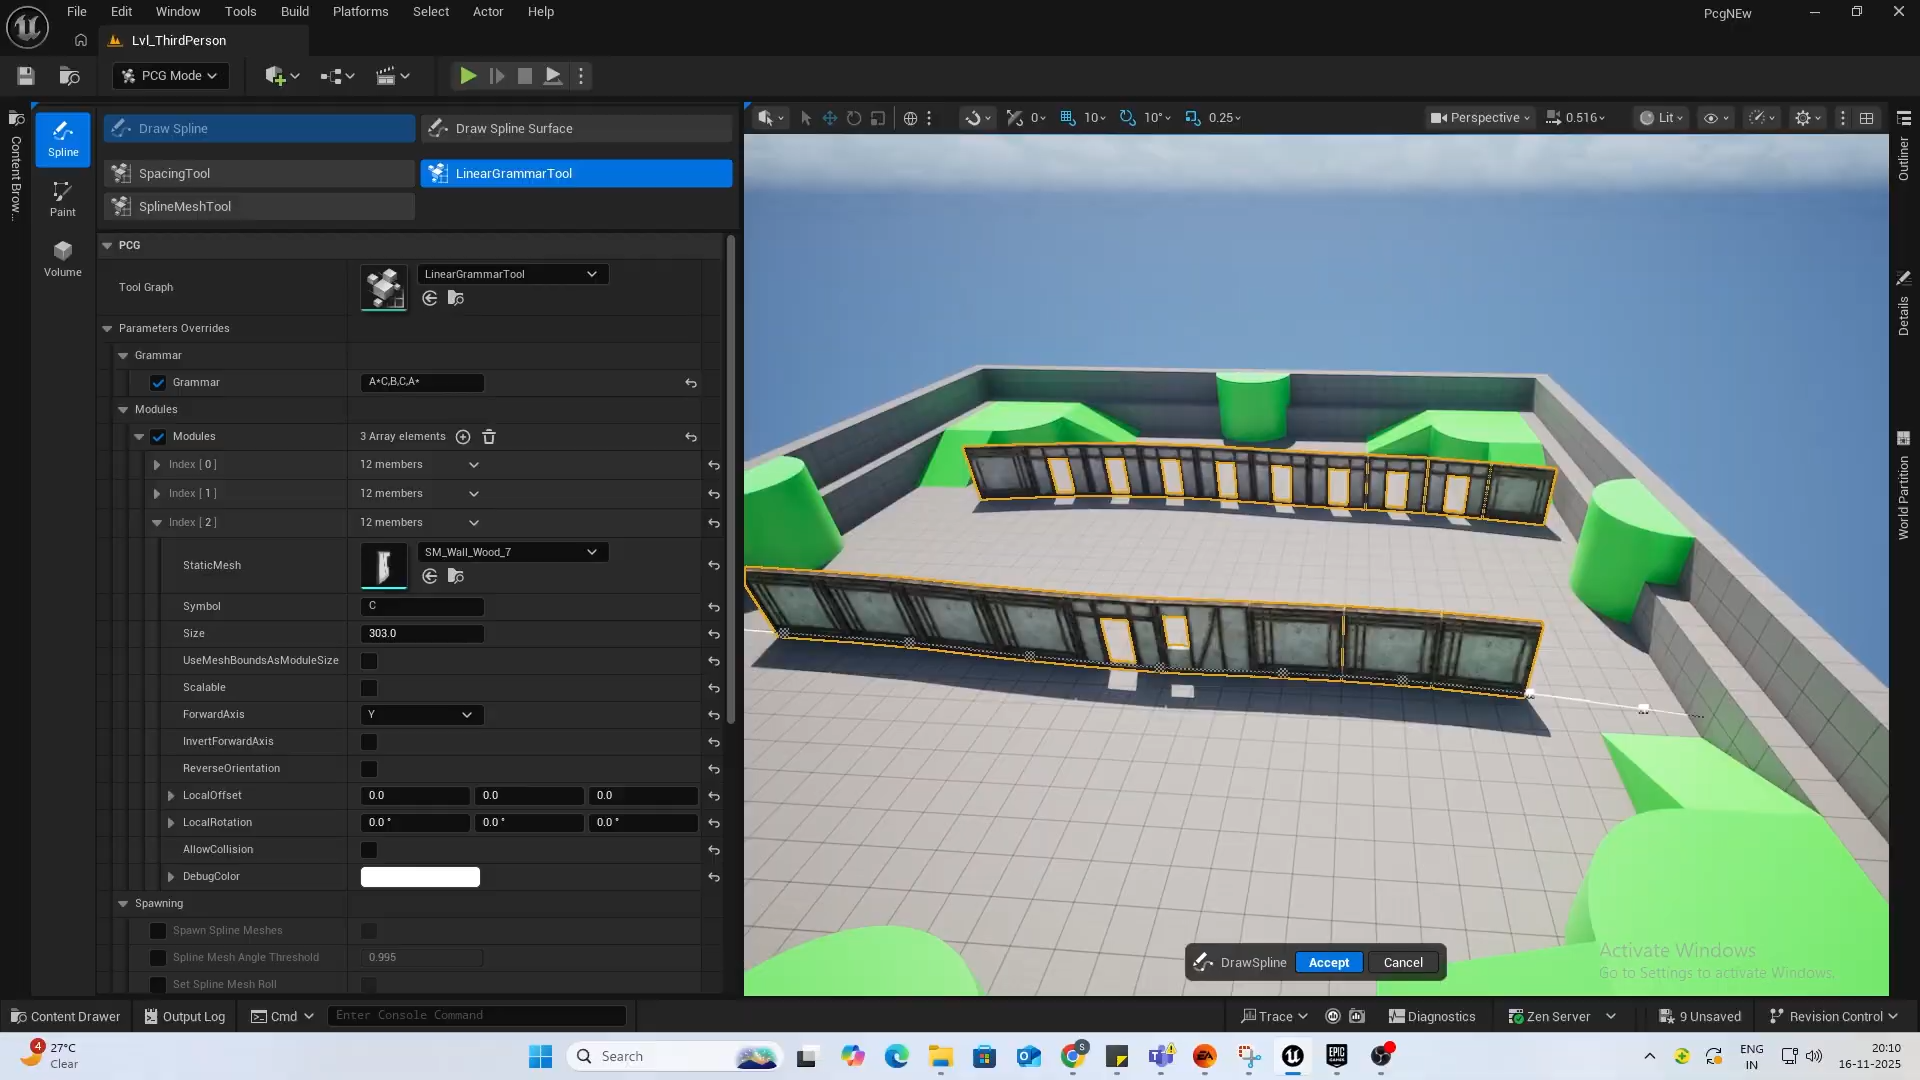 File Edit Window Tools Build Platforms Select Actor Help
PcgNEw
Lvl_ThirdPerson
PCG Mode
Content Brow...
Spline
Paint
Volume
Draw Spline
Draw Spline Surface
SpacingTool
LinearGrammarTool
SplineMeshTool
PCG
Tool Graph
LinearGrammarTool
Parameters Overrides
Grammar
Grammar
A*C,B,C,A*
Modules
Modules
3 Array elements
Index [ 0 ]
12 members
Index [ 1 ]
12 members
Index [ 2 ]
12 members
StaticMesh
SM_Wall_Wood_7
Symbol
C
Size
303.0
UseMeshBoundsAsModuleSize
Scalable
ForwardAxis
Y
InvertForwardAxis
ReverseOrientation
LocalOffset
0.0 0.0 0.0
LocalRotation
0.0 ° 0.0 ° 0.0 °
AllowCollision
DebugColor
Spawning
Spawn Spline Meshes
Spline Mesh Angle Threshold
0.995
Set Spline Mesh Roll
0
10
10°
0.25
Perspective
0.516
Lit
Outliner
Details
World Partition
DrawSpline
Accept
Cancel
Activate Windows
Go to Settings to activate Windows.
Content Drawer
Output Log
Cmd
Enter Console Command
Trace
Diagnostics
Zen Server
9 Unsaved
Revision Control
4
27°C
Clear
Search
S
EA
EPIC
GAMES
ENG
IN
20:10
16-11-2025